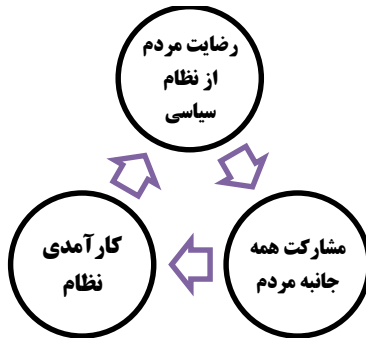 رضایت مردم
از نظام
سیاسی
مشارکت همه
جانبه مردم
کارآمدی
نظام